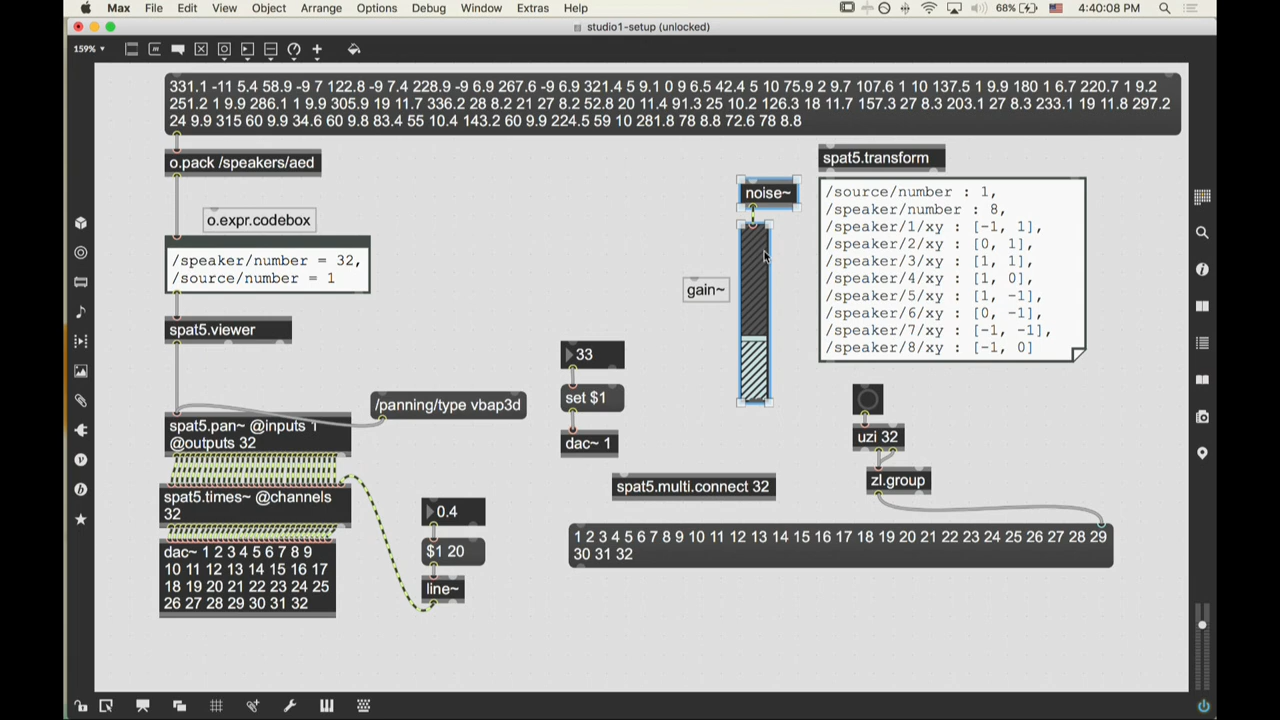 Max File Edit View Object Arrange Options Debug Window Extras Help 68% 4:40:08 PM
studio1-setup (unlocked)
159%
331.1 -11 5.4 58.9 -9 7 122.8 -9 7.4 228.9 -9 6.9 267.6 -9 6.9 321.4 5 9.1 0 9 6.5 42.4 5 10 75.9 2 9.7 107.6 1 10 137.5 1 9.9 180 1 6.7 220.7 1 9.2
251.2 1 9.9 286.1 1 9.9 305.9 19 11.7 336.2 28 8.2 21 27 8.2 52.8 20 11.4 91.3 25 10.2 126.3 18 11.7 157.3 27 8.3 203.1 27 8.3 233.1 19 11.8 297.2
24 9.9 315 60 9.9 34.6 60 9.8 83.4 55 10.4 143.2 60 9.9 224.5 59 10 281.8 78 8.8 72.6 78 8.8
o.pack /speakers/aed
o.expr.codebox
/speaker/number = 32,
/source/number = 1
spat5.viewer
/panning/type vbap3d
spat5.pan~ @inputs 1
@outputs 32
spat5.times~ @channels
32
dac~ 1 2 3 4 5 6 7 8 9
10 11 12 13 14 15 16 17
18 19 20 21 22 23 24 25
26 27 28 29 30 31 32
0.4
$1 20
line~
33
set $1
dac~ 1
noise~
gain~
spat5.transform
/source/number : 1,
/speaker/number : 8,
/speaker/1/xy : [-1, 1],
/speaker/2/xy : [0, 1],
/speaker/3/xy : [1, 1],
/speaker/4/xy : [1, 0],
/speaker/5/xy : [1, -1],
/speaker/6/xy : [0, -1],
/speaker/7/xy : [-1, -1],
/speaker/8/xy : [-1, 0]
uzi 32
zl.group
spat5.multi.connect 32
1 2 3 4 5 6 7 8 9 10 11 12 13 14 15 16 17 18 19 20 21 22 23 24 25 26 27 28 29
30 31 32